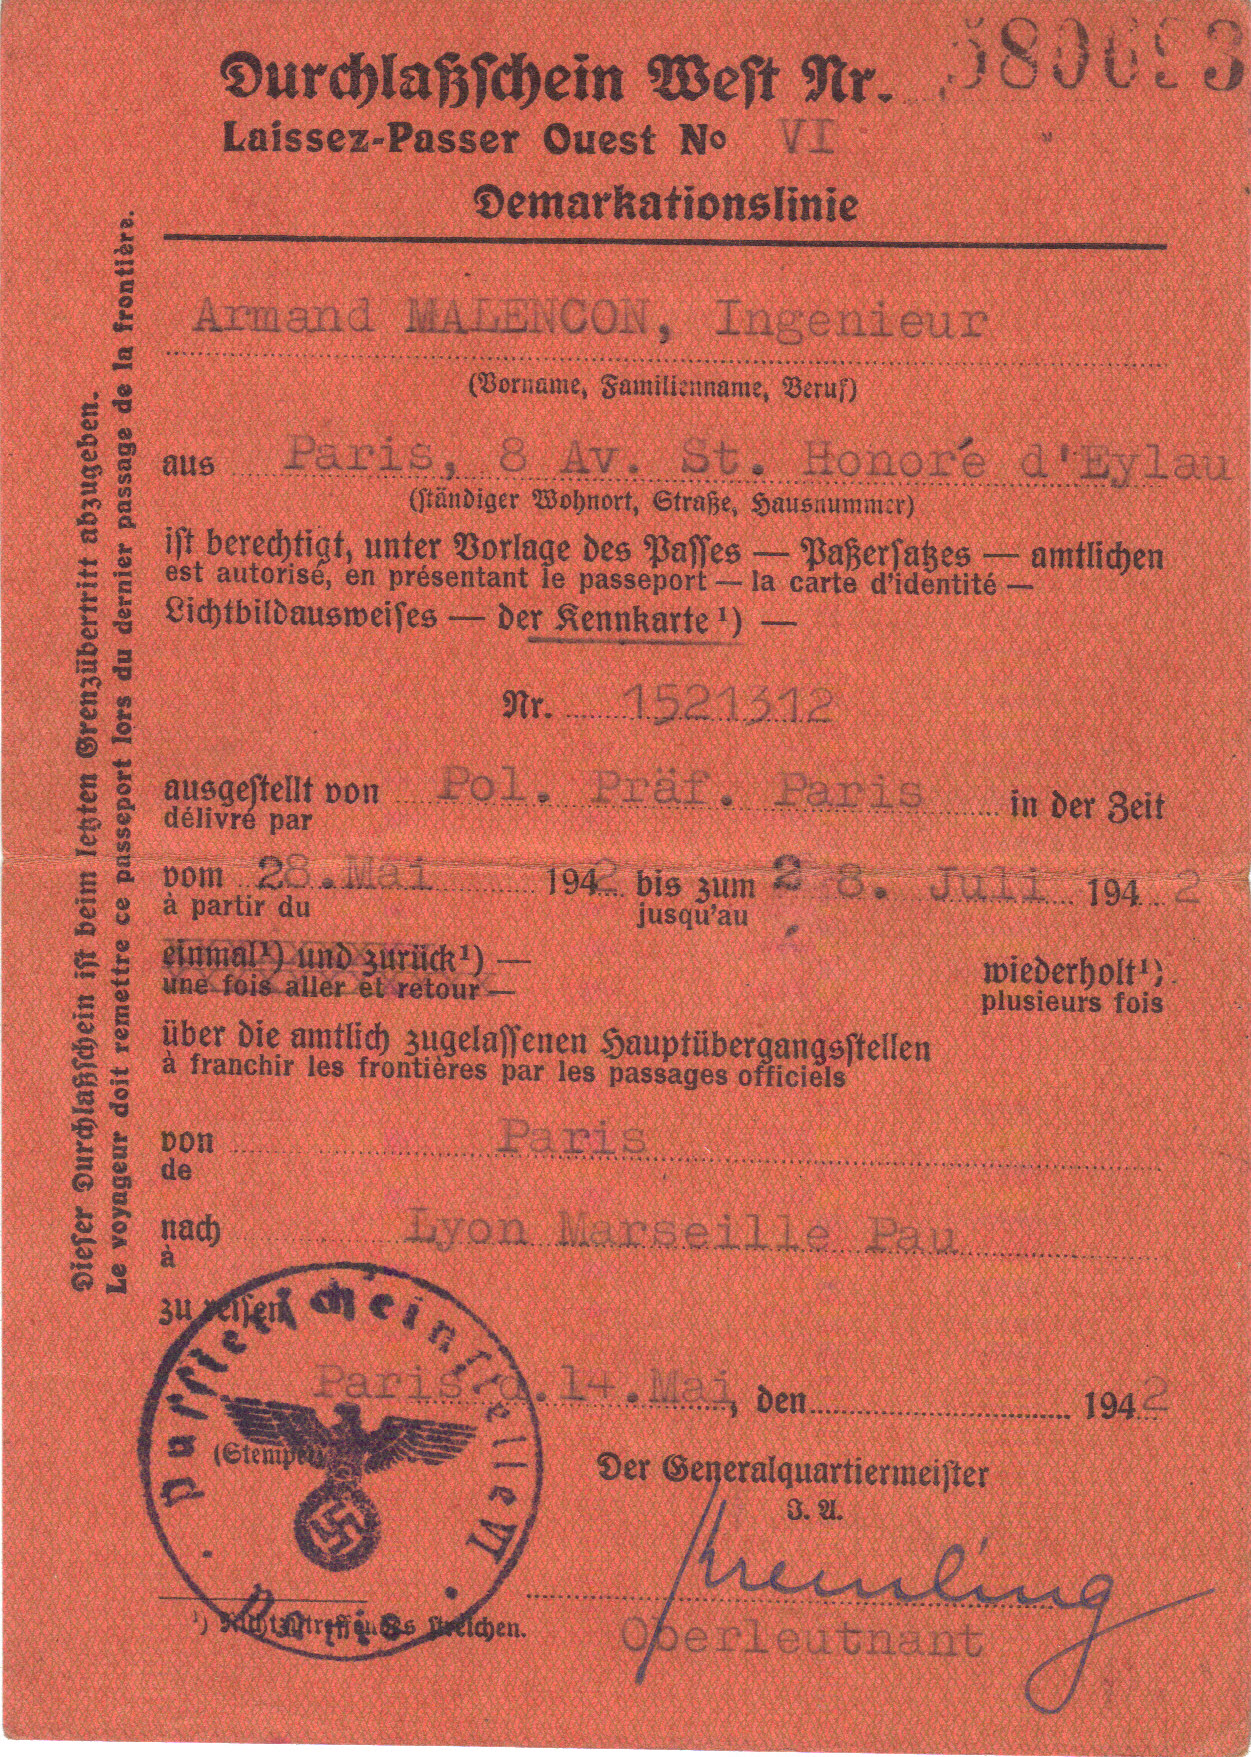 Durchlaßschein West Nr. 580693
Laissez-Passer Ouest No VI
Demarkationslinie
Armand MALENCON, Ingenieur
(Vorname, Familienname, Beruf)
aus Paris, 8 Av. St. Honoré d'Eylau
(ständiger Wohnort, Straße, Hausnummer)
ist berechtigt, unter Vorlage des Passes — Paßersatzes — amtlichen
est autorisé, en présentant le passeport — la carte d'identité —
Lichtbildausweises — der Kennkarte ¹) —
Nr. 1521312
ausgestellt von Pol. Präf. Paris in der Zeit
délivré par
vom 28. Mai 1942 bis zum 28. Juli 1942
à partir du jusqu'au
einmal¹) und zurück¹) — wiederholt¹).
une fois aller et retour — plusieurs fois
über die amtlich zugelassenen Hauptübergangsstellen
à franchir les frontières par les passages officiels
von Paris
de
nach Lyon Marseille Pau
à
zu reisen
Paris d. 14. Mai, den 1942
(Stempel)
Der Generalquartiermeister
J. A.
Kremling
Oberleutnant
¹) Nichtzutreffendes streichen.
Passierscheinstelle VI
Paris
Dieser Durchlaßschein ist beim letzten Grenzübertritt abzugeben.
Le voyageur doit remettre ce passeport lors du dernier passage de la frontière.